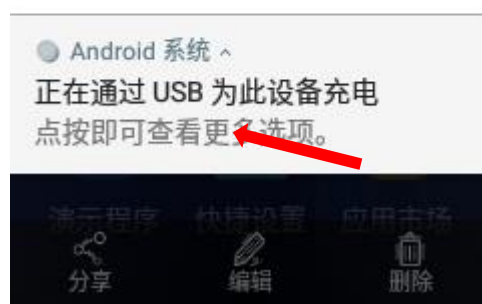 Android 系统
正在通过 USB 为此设备充电
点按即可查看更多选项。
演示程序 快捷设置 应用市场
分享 编辑 删除